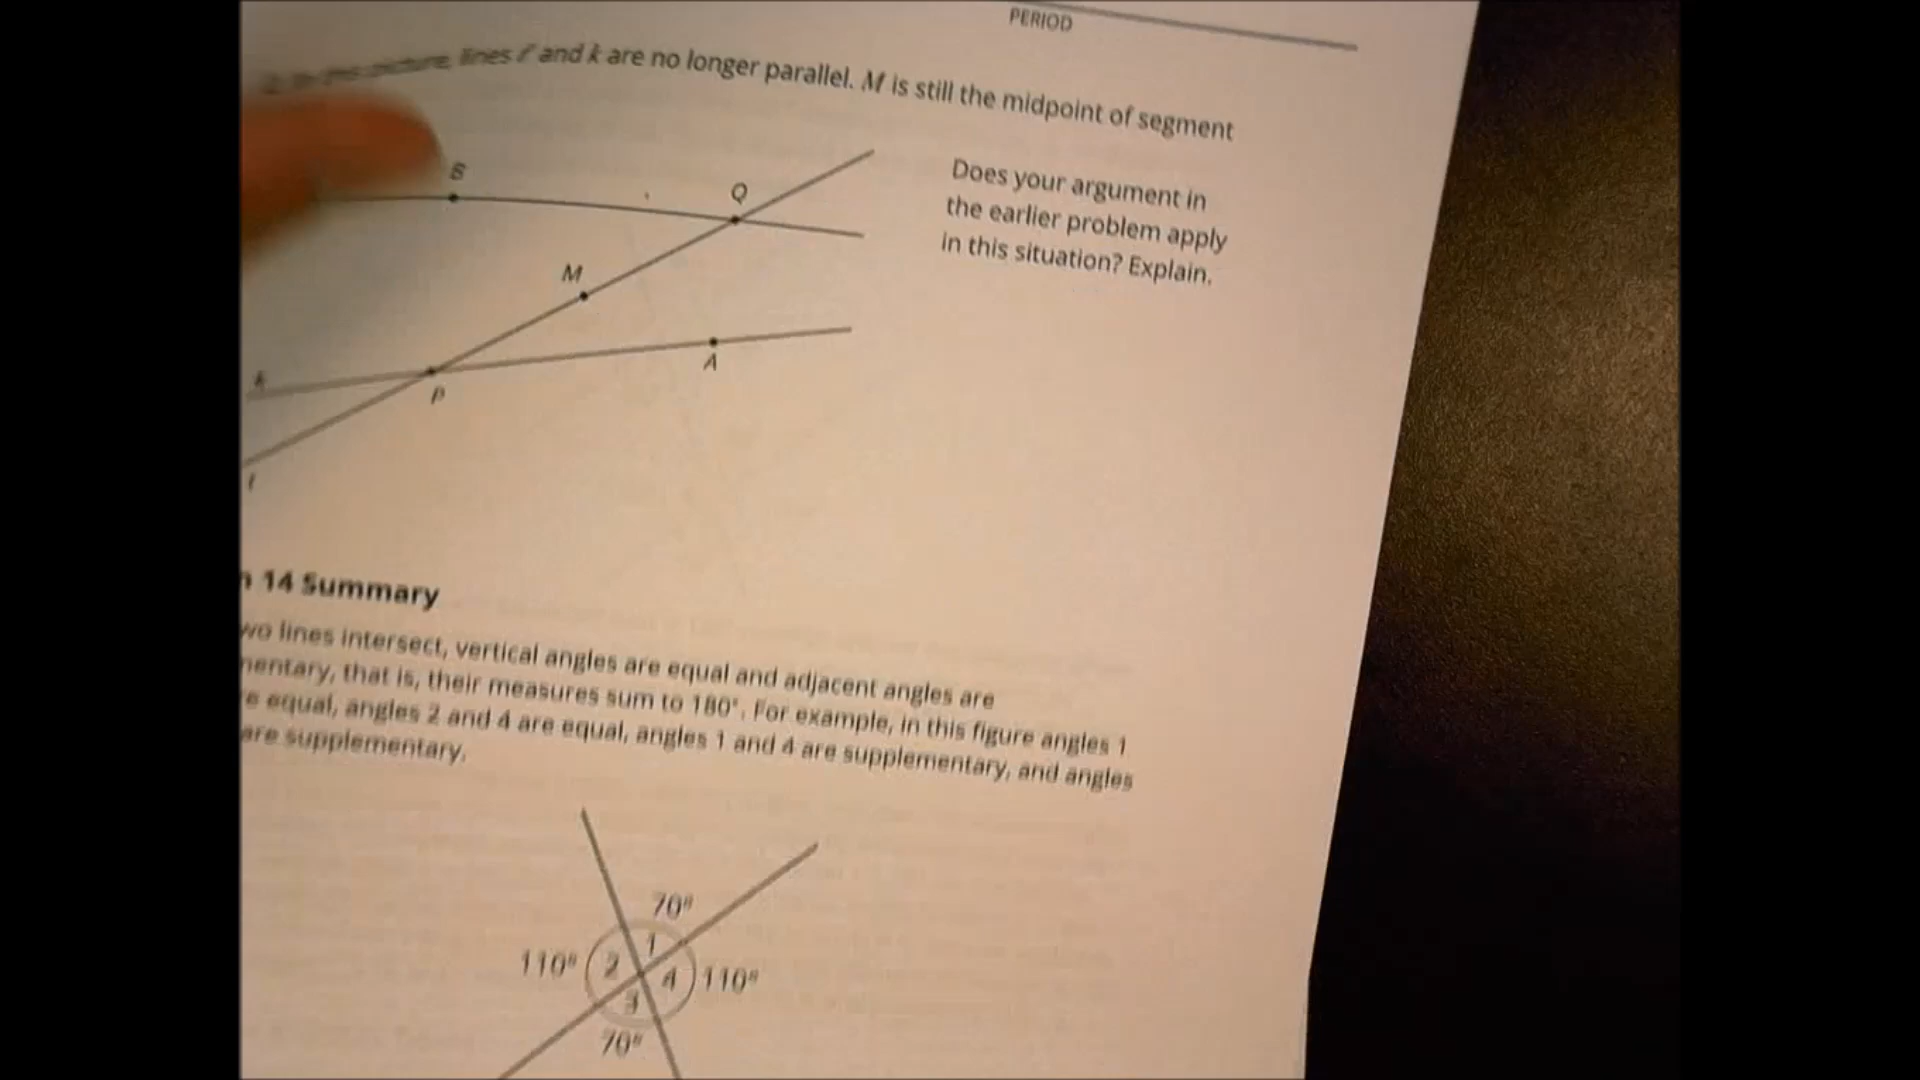 PERIOD
picture, lines ℓ and k are no longer parallel. M is still the midpoint of segment
B
Q
Does your argument in
the earlier problem apply
in this situation? Explain.
M
A
k
P
14 Summary
wo lines intersect, vertical angles are equal and adjacent angles are
mentary, that is, their measures sum to 180°. For example, in this figure angles 1
e equal, angles 2 and 4 are equal, angles 1 and 4 are supplementary, and angles
are supplementary.
70°
1
110° 2 4 110°
3
70°